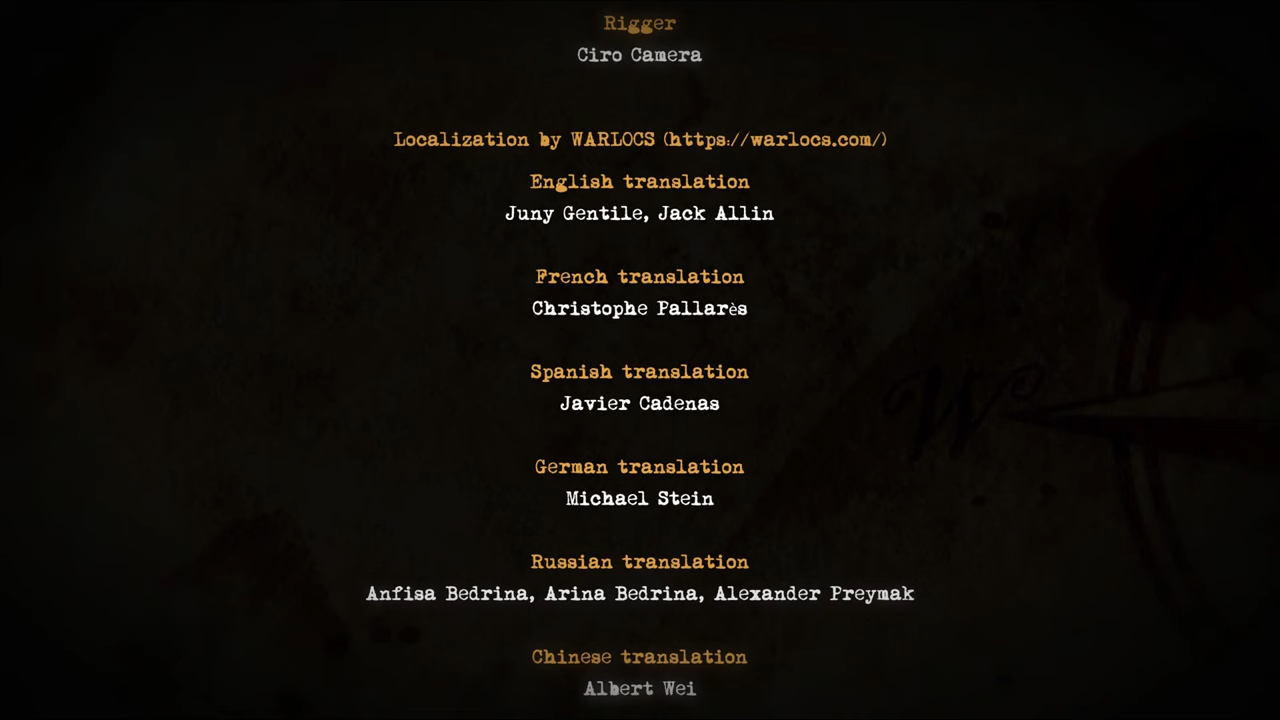 Rigger
Ciro Camera
Localization by WARLOCS (https://warlocs.com/)
English translation
Juny Gentile, Jack Allin
French translation
Christophe Pallarès
Spanish translation
Javier Cadenas
German translation
Michael Stein
Russian translation
Anfisa Bedrina, Arina Bedrina, Alexander Preymak
Chinese translation
Albert Wei